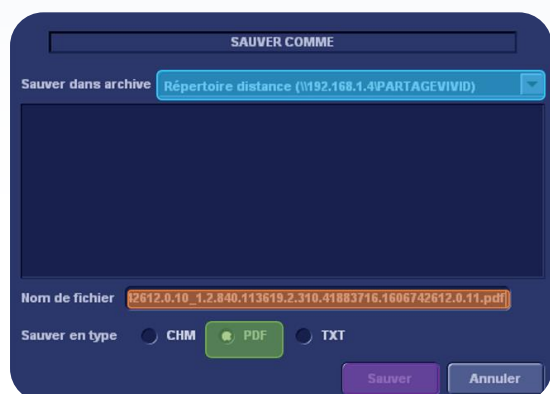 SAUVER COMME
Sauver dans archive Répertoire distance (\\192.168.1.4\PARTAGEVIVID)
Nom de fichier 42612.0.10_1.2.840.113619.2.310.41883716.1606742612.0.11.pdf
Sauver en type CHM PDF TXT
Sauver Annuler